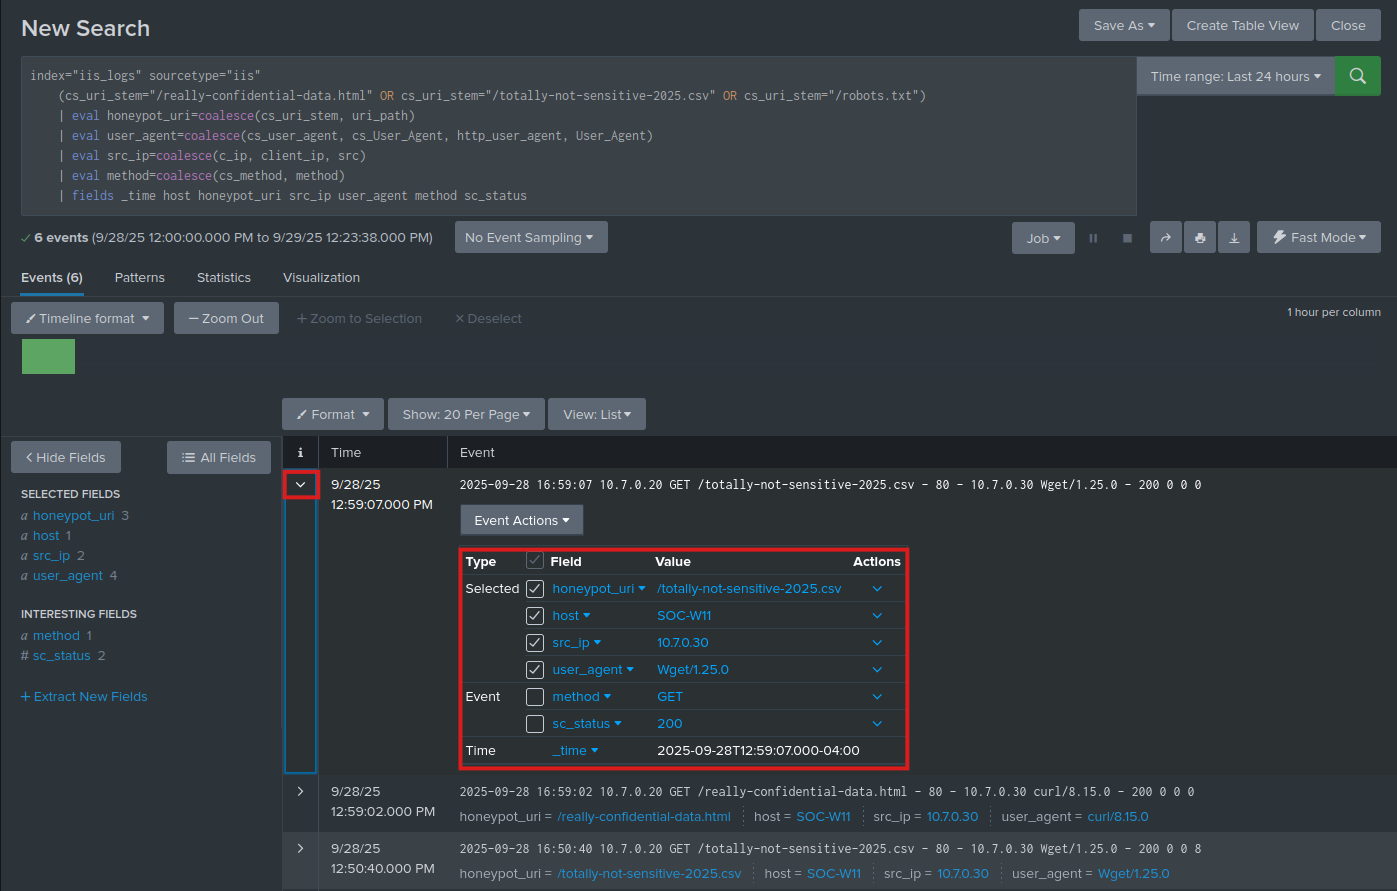 New Search
Save As
Create Table View
Close
index="iis_logs" sourcetype="iis"
(cs_uri_stem="/really-confidential-data.html" OR cs_uri_stem="/totally-not-sensitive-2025.csv" OR cs_uri_stem="/robots.txt")
| eval honeypot_uri=coalesce(cs_uri_stem, uri_path)
| eval user_agent=coalesce(cs_user_agent, cs_User_Agent, http_user_agent, User_Agent)
| eval src_ip=coalesce(c_ip, client_ip, src)
| eval method=coalesce(cs_method, method)
| fields _time host honeypot_uri src_ip user_agent method sc_status
Time range: Last 24 hours
6 events (9/28/25 12:00:00.000 PM to 9/29/25 12:23:38.000 PM)
No Event Sampling
Job
Fast Mode
Events (6)
Patterns
Statistics
Visualization
Timeline format
— Zoom Out
+ Zoom to Selection
× Deselect
1 hour per column
Format
Show: 20 Per Page
View: List
Hide Fields
All Fields
SELECTED FIELDS
a honeypot_uri 3
a host 1
a src_ip 2
a user_agent 4
INTERESTING FIELDS
a method 1
# sc_status 2
+ Extract New Fields
i Time Event
9/28/25
12:59:07.000 PM
2025-09-28 16:59:07 10.7.0.20 GET /totally-not-sensitive-2025.csv - 80 - 10.7.0.30 Wget/1.25.0 - 200 0 0 0
Event Actions
Type Field Value Actions
Selected honeypot_uri /totally-not-sensitive-2025.csv
host SOC-W11
src_ip 10.7.0.30
user_agent Wget/1.25.0
Event method GET
sc_status 200
Time _time 2025-09-28T12:59:07.000-04:00
9/28/25
12:59:02.000 PM
2025-09-28 16:59:02 10.7.0.20 GET /really-confidential-data.html - 80 - 10.7.0.30 curl/8.15.0 - 200 0 0 0
honeypot_uri = /really-confidential-data.html host = SOC-W11 src_ip = 10.7.0.30 user_agent = curl/8.15.0
9/28/25
12:50:40.000 PM
2025-09-28 16:50:40 10.7.0.20 GET /totally-not-sensitive-2025.csv - 80 - 10.7.0.30 Wget/1.25.0 - 200 0 0 8
honeypot_uri = /totally-not-sensitive-2025.csv host = SOC-W11 src_ip = 10.7.0.30 user_agent = Wget/1.25.0